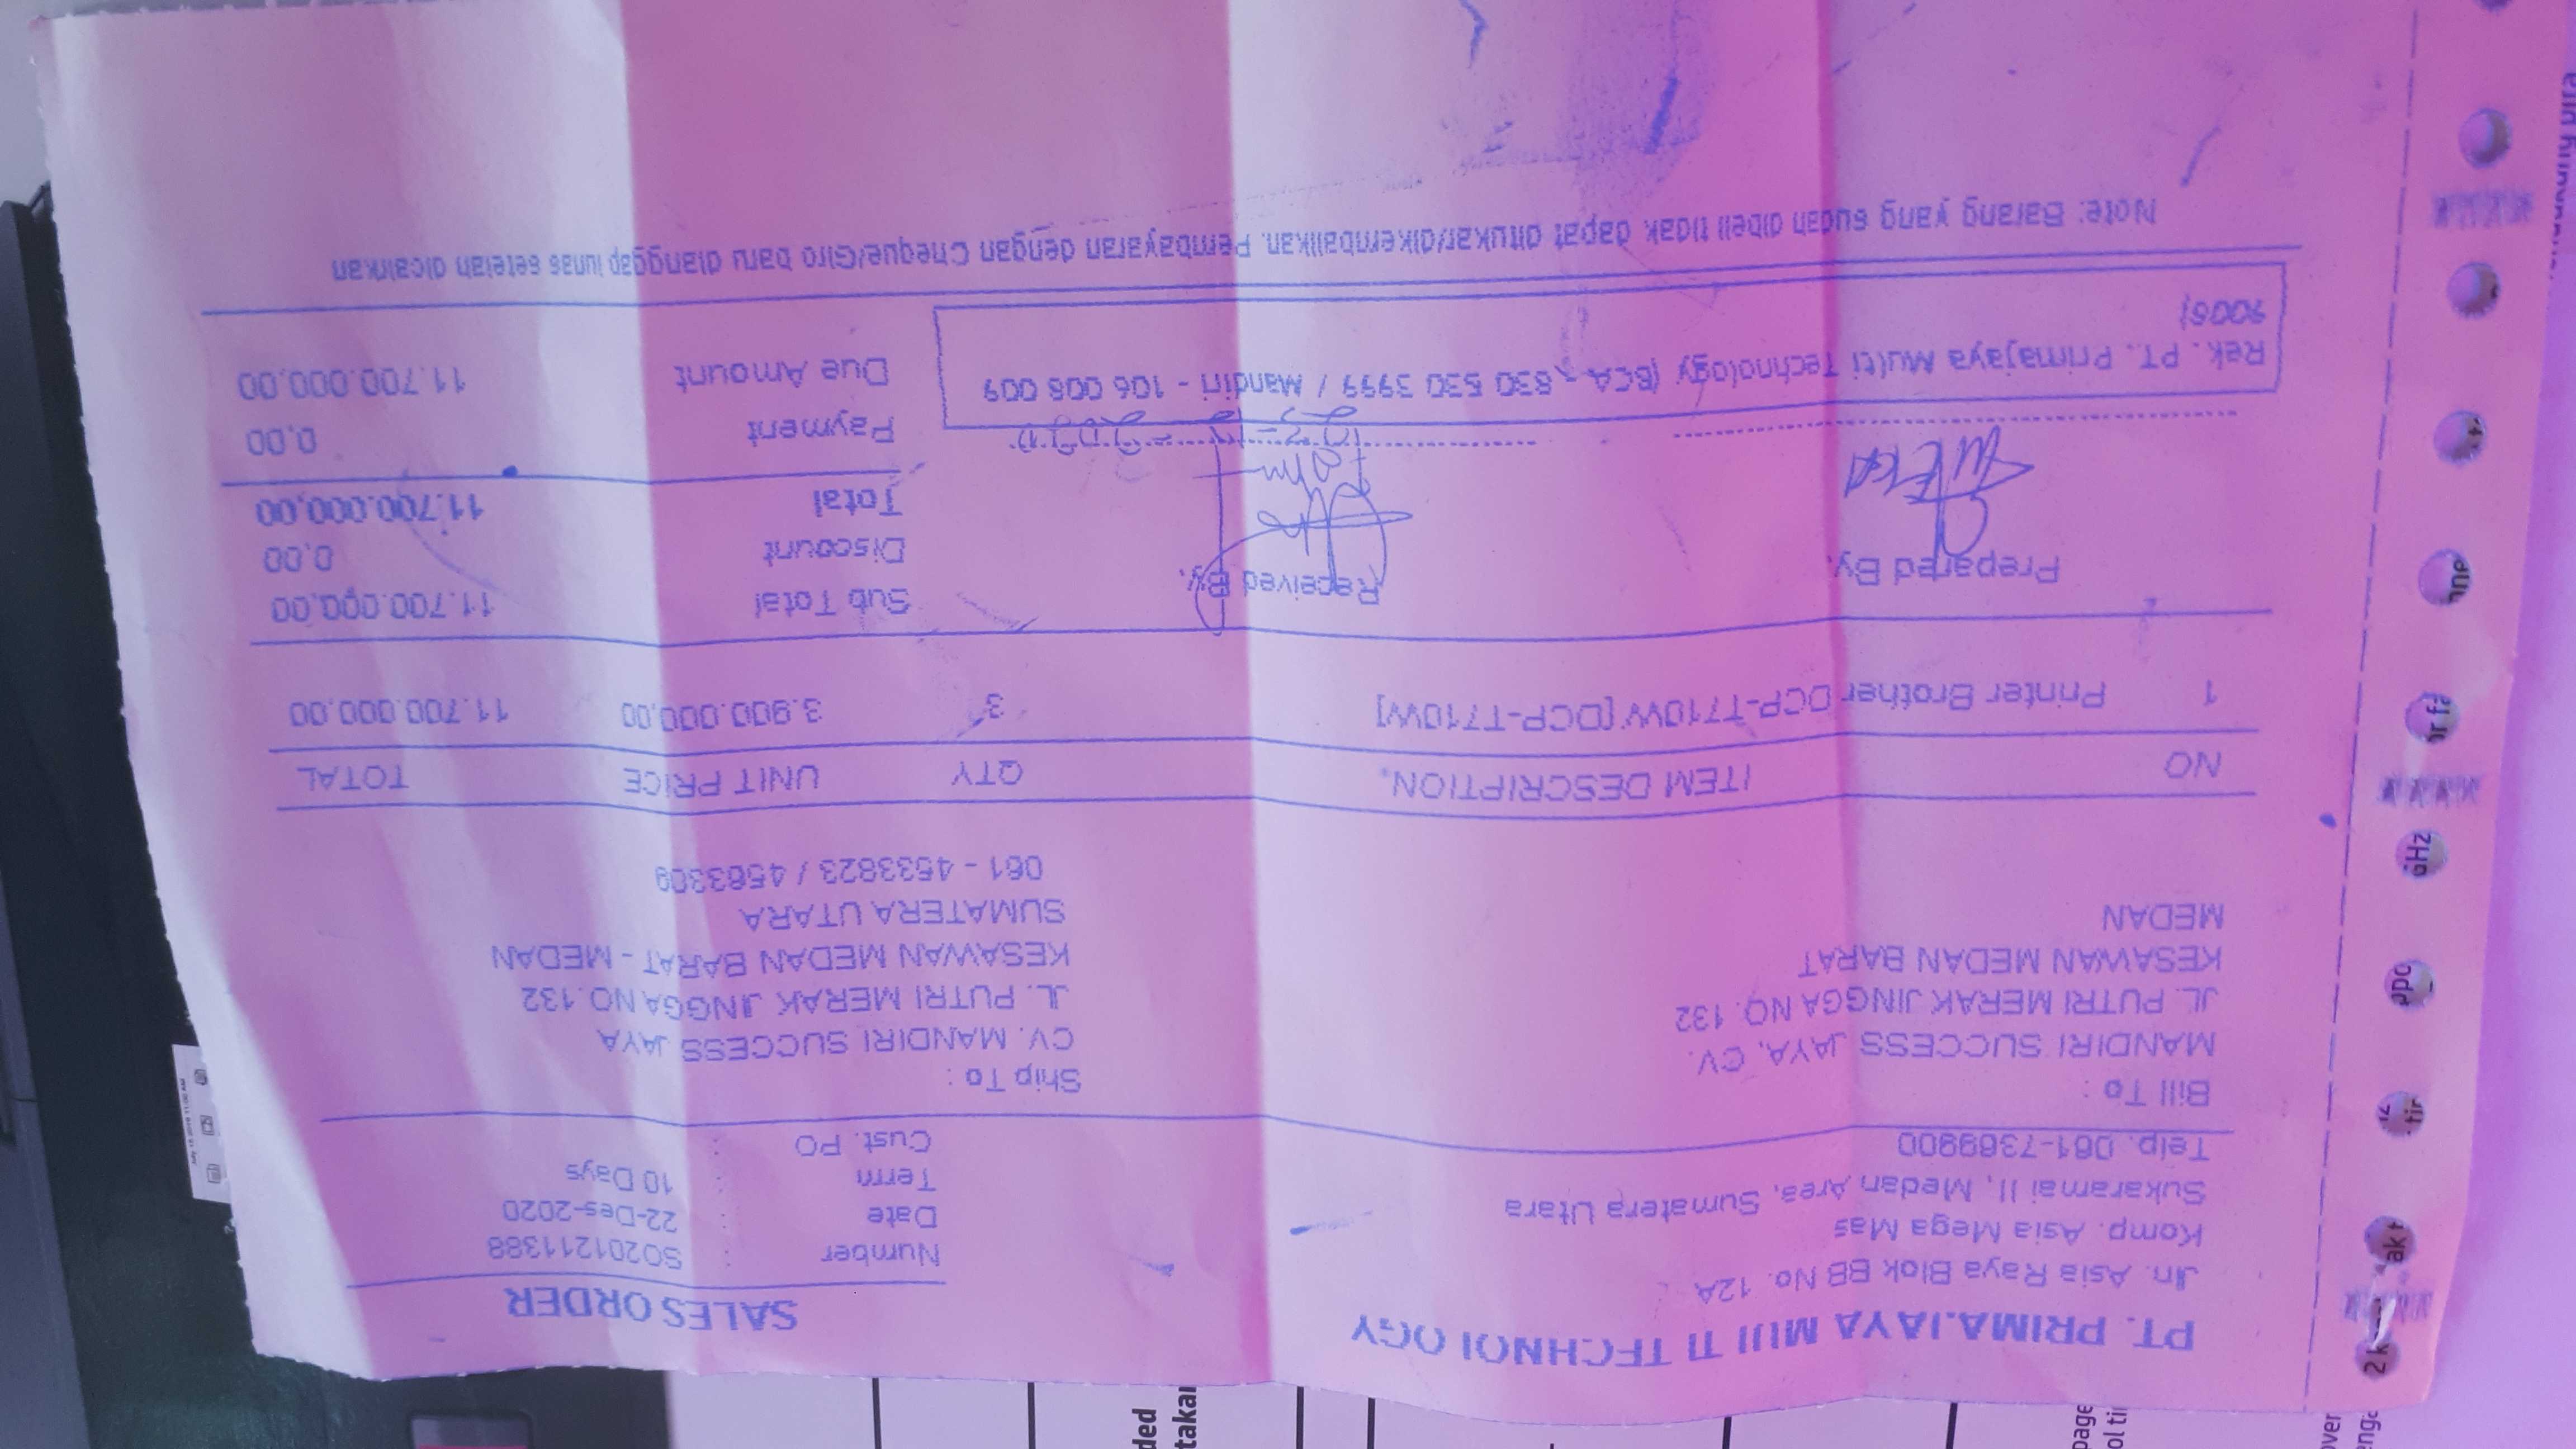 PT. PRIMAJAYA MULTI TECHNOLOGY
Jln. Asia Raya Blok BB No. 12A
Komp. Asia Mega Mas
Sukaramai II, Medan Area, Sumatera Utara
Telp. 061-7369900
SALES ORDER
Number : SO201211388
Date : 22-Des-2020
Term : 10 Days
Cust. PO :
Bill To :
MANDIRI SUCCESS JAYA, CV.
JL. PUTRI MERAK JINGGA NO. 132
KESAWAN MEDAN BARAT
MEDAN
Ship To :
CV. MANDIRI SUCCESS JAYA
JL. PUTRI MERAK JINGGA NO. 132
KESAWAN MEDAN BARAT - MEDAN
SUMATERA UTARA
061 - 4533823 / 4563309
NO ITEM DESCRIPTION. QTY UNIT PRICE TOTAL
1 Printer Brother DCP-T710W [DCP-T710W] 3 3.900.000,00 11.700.000,00
Prepared By, Received By,
Sub Total 11.700.000,00
Discount 0,00
Total 11.700.000,00
Payment 0,00
Due Amount 11.700.000,00
Rek. PT. Primajaya Multi Technology (BCA - 830 530 3999 / Mandiri - 106 008 009
9006)
Note: Barang yang sudah dibeli tidak dapat ditukar/dikembalikan. Pembayaran dengan Cheque/Giro baru dianggap lunas setelah dicairkan